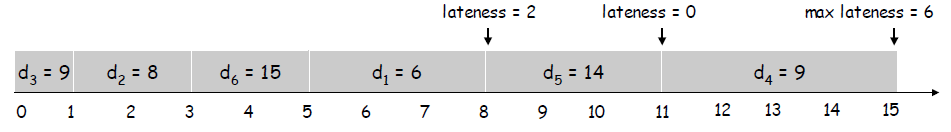 lateness = 2 lateness = 0 max lateness = 6
d3 = 9 d2 = 8 d6 = 15 d1 = 6 d5 = 14 d4 = 9
0 1 2 3 4 5 6 7 8 9 10 11 12 13 14 15